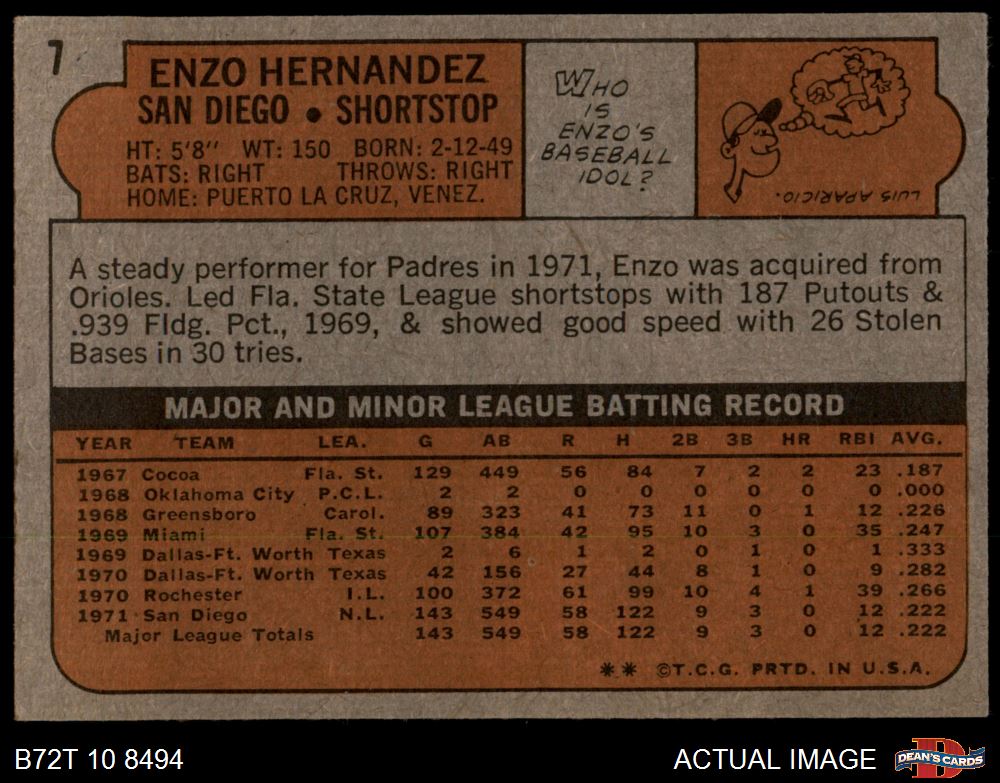 7
ENZO HERNANDEZ
SAN DIEGO • SHORTSTOP
HT: 5'8" WT: 150 BORN: 2-12-49
BATS: RIGHT THROWS: RIGHT
HOME: PUERTO LA CRUZ, VENEZ.
WHO
IS
ENZO'S
BASEBALL
IDOL?
LUIS APARICIO.
A steady performer for Padres in 1971, Enzo was acquired from
Orioles. Led Fla. State League shortstops with 187 Putouts &
.939 Fldg. Pct., 1969, & showed good speed with 26 Stolen
Bases in 30 tries.
MAJOR AND MINOR LEAGUE BATTING RECORD
YEAR TEAM LEA. G AB R H 2B 3B HR RBI AVG.
1967 Cocoa Fla. St. 129 449 56 84 7 2 2 23 .187
1968 Oklahoma City P.C.L. 2 2 0 0 0 0 0 0 .000
1968 Greensboro Carol. 89 323 41 73 11 0 1 12 .226
1969 Miami Fla. St. 107 384 42 95 10 3 0 35 .247
1969 Dallas-Ft. Worth Texas 2 6 1 2 0 1 0 1 .333
1970 Dallas-Ft. Worth Texas 42 156 27 44 8 1 0 9 .282
1970 Rochester I.L. 100 372 61 99 10 4 1 39 .266
1971 San Diego N.L. 143 549 58 122 9 3 0 12 .222
Major League Totals 143 549 58 122 9 3 0 12 .222
** ©T.C.G. PRTD. IN U.S.A.
B72T 10 8494 ACTUAL IMAGE D DEAN'S CARDS